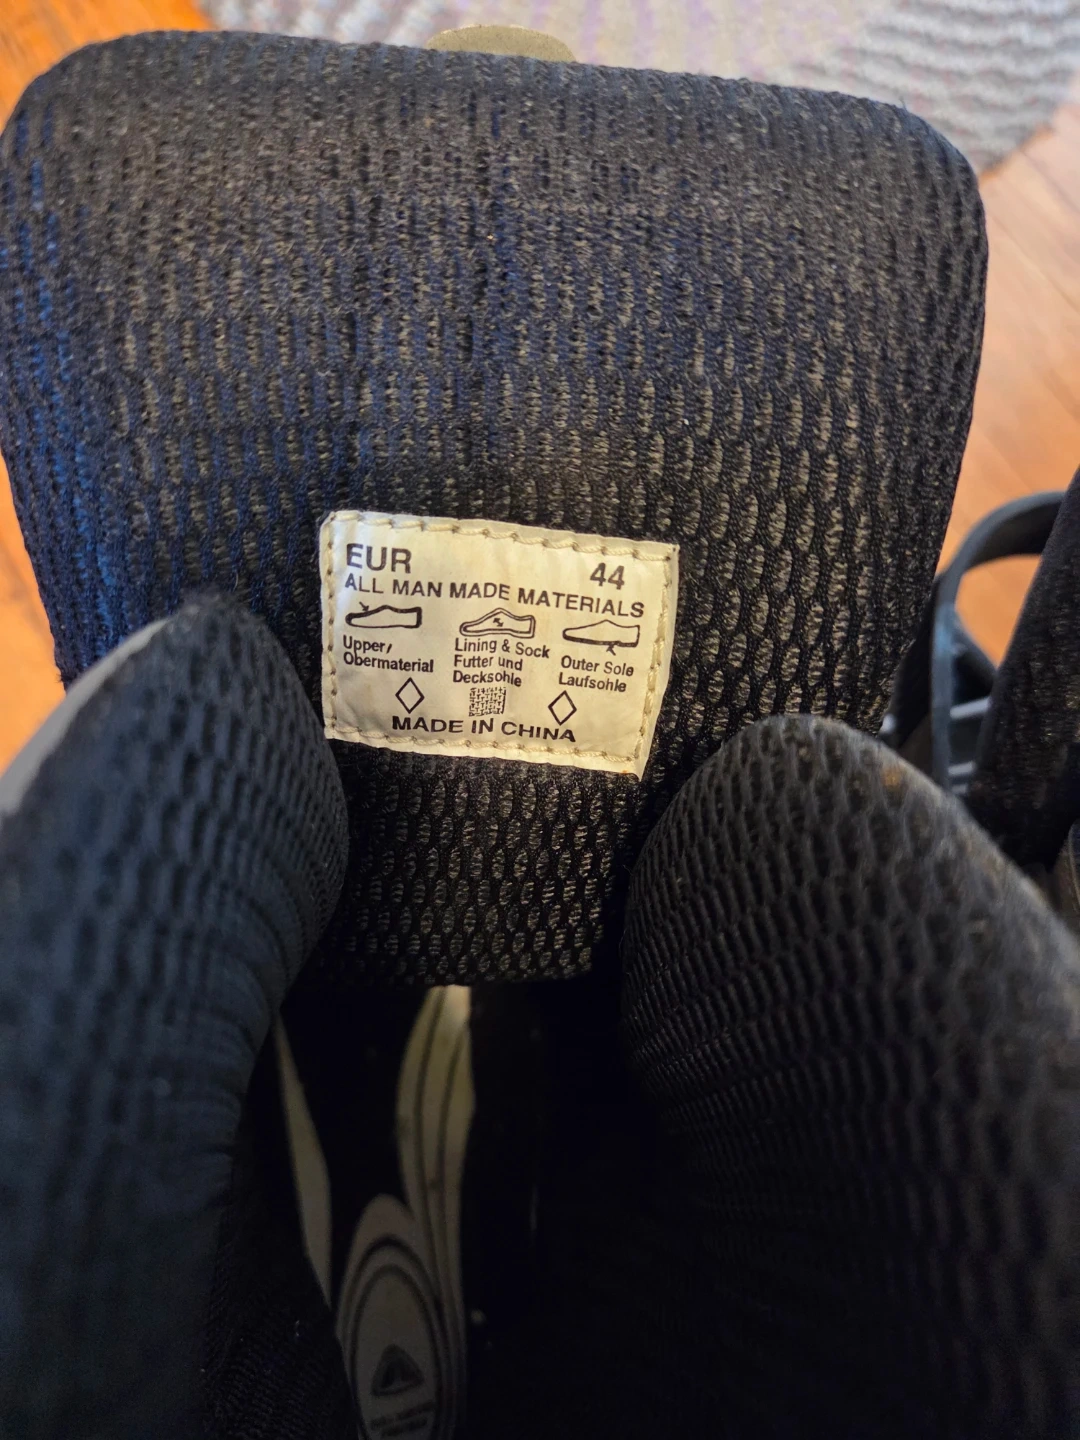 EUR 44
ALL MAN MADE MATERIALS
Upper/
Obermaterial
Lining & Sock
Futter und
Decksohle
Outer Sole
Laufsohle
MADE IN CHINA